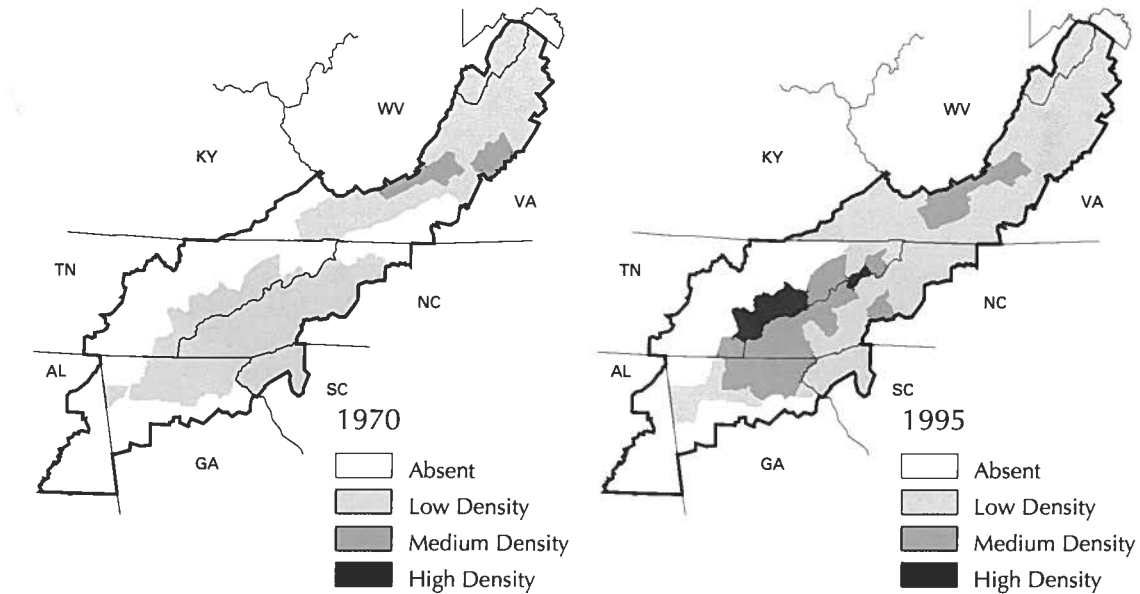 WV
KY
VA
TN
NC
AL
SC
1970
GA
Absent
Low Density
Medium Density
High Density
WV
KY
VA
TN
NC
AL
SC
1995
GA
Absent
Low Density
Medium Density
High Density